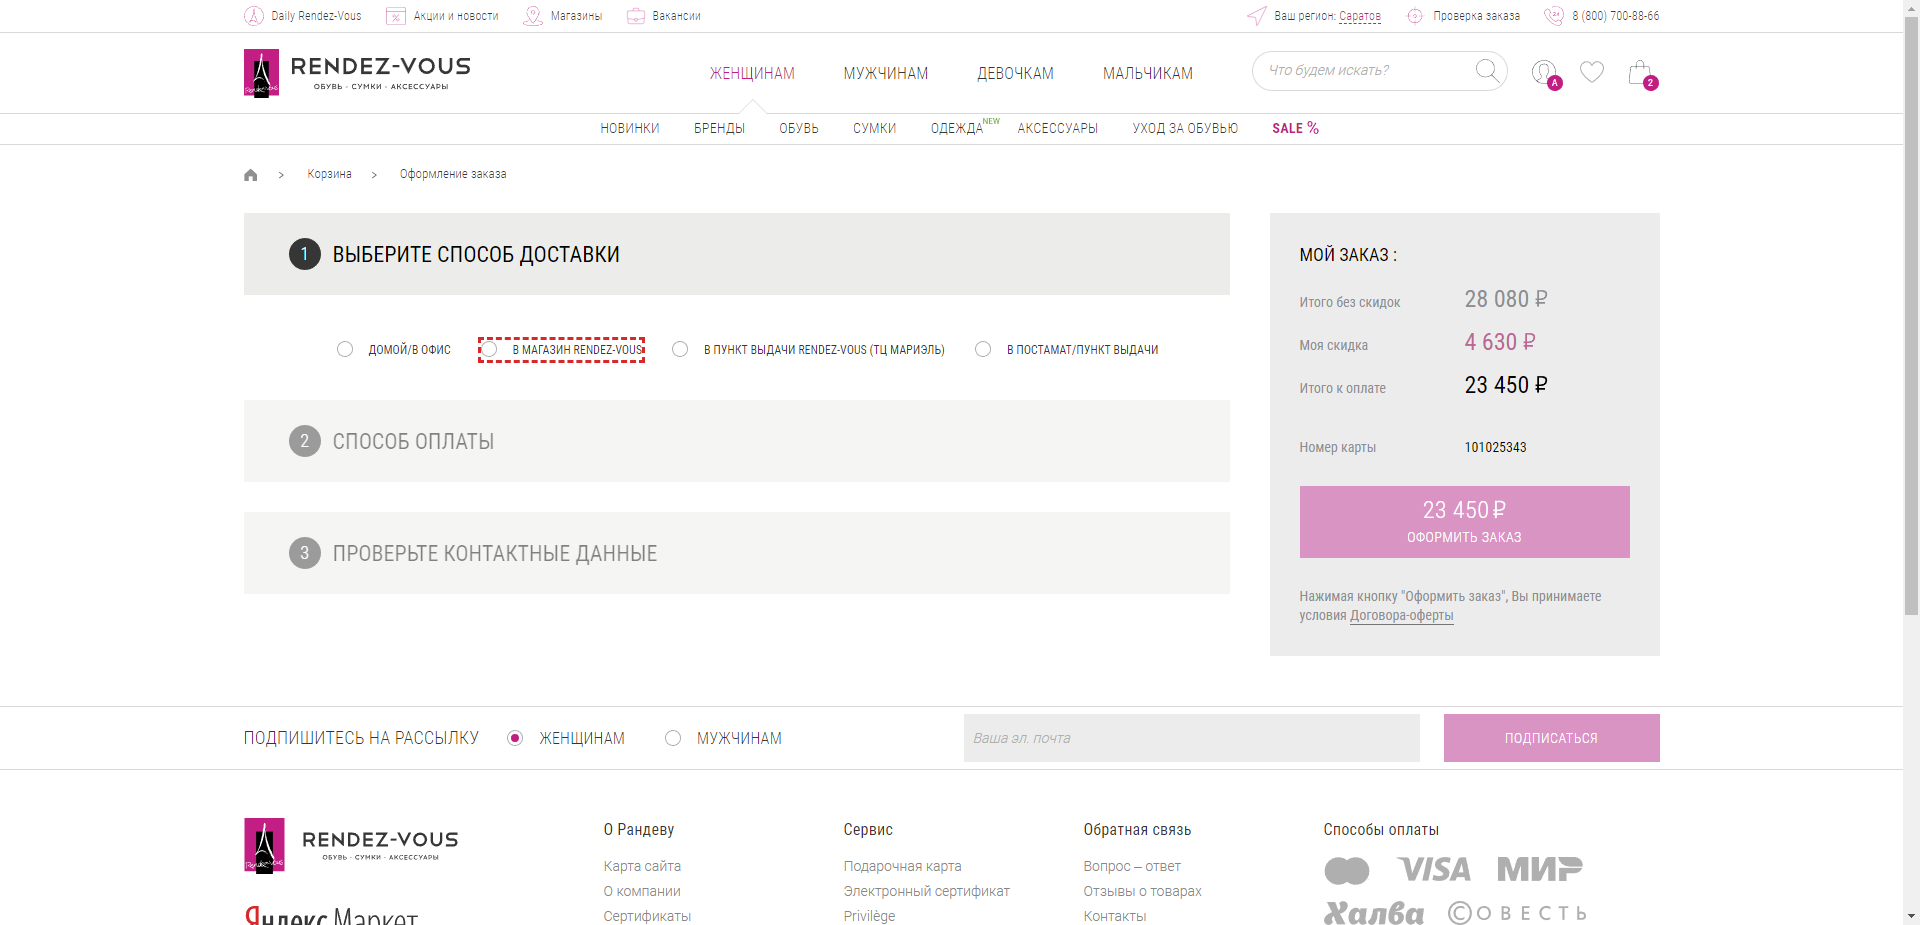 Daily Rendez-Vous
Акции и новости
Магазины
Вакансии
Ваш регион: Саратов
Проверка заказа
8 (800) 700-88-66
Rendez-Vous
RENDEZ-VOUS
ОБУВЬ · СУМКИ · АКСЕССУАРЫ
ЖЕНЩИНАМ
МУЖЧИНАМ
ДЕВОЧКАМ
МАЛЬЧИКАМ
Что будем искать?
A
2
НОВИНКИ
БРЕНДЫ
ОБУВЬ
СУМКИ
ОДЕЖДА NEW
АКСЕССУАРЫ
УХОД ЗА ОБУВЬЮ
SALE %
> Корзина > Оформление заказа
1 ВЫБЕРИТЕ СПОСОБ ДОСТАВКИ
ДОМОЙ/В ОФИС
В МАГАЗИН RENDEZ-VOUS
В ПУНКТ ВЫДАЧИ RENDEZ-VOUS (ТЦ МАРИЭЛЬ)
В ПОСТАМАТ/ПУНКТ ВЫДАЧИ
2 СПОСОБ ОПЛАТЫ
3 ПРОВЕРЬТЕ КОНТАКТНЫЕ ДАННЫЕ
МОЙ ЗАКАЗ :
Итого без скидок 28 080 ₽
Моя скидка 4 630 ₽
Итого к оплате 23 450 ₽
Номер карты 101025343
23 450 ₽
ОФОРМИТЬ ЗАКАЗ
Нажимая кнопку "Оформить заказ", Вы принимаете
условия Договора-оферты
ПОДПИШИТЕСЬ НА РАССЫЛКУ
ЖЕНЩИНАМ
МУЖЧИНАМ
Ваша эл. почта
ПОДПИСАТЬСЯ
Rendez-Vous
RENDEZ-VOUS
ОБУВЬ · СУМКИ · АКСЕССУАРЫ
Яндекс Маркет
О Рандеву
Карта сайта
О компании
Сертификаты
Сервис
Подарочная карта
Электронный сертификат
Privilège
Обратная связь
Вопрос – ответ
Отзывы о товарах
Контакты
Способы оплаты
VISA
МИР
Халва
СОВЕСТЬ